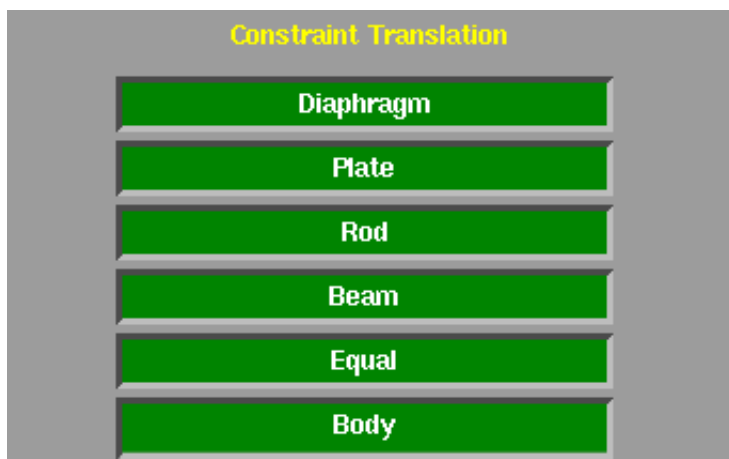 Constraint Translation
Diaphragm
Plate
Rod
Beam
Equal
Body